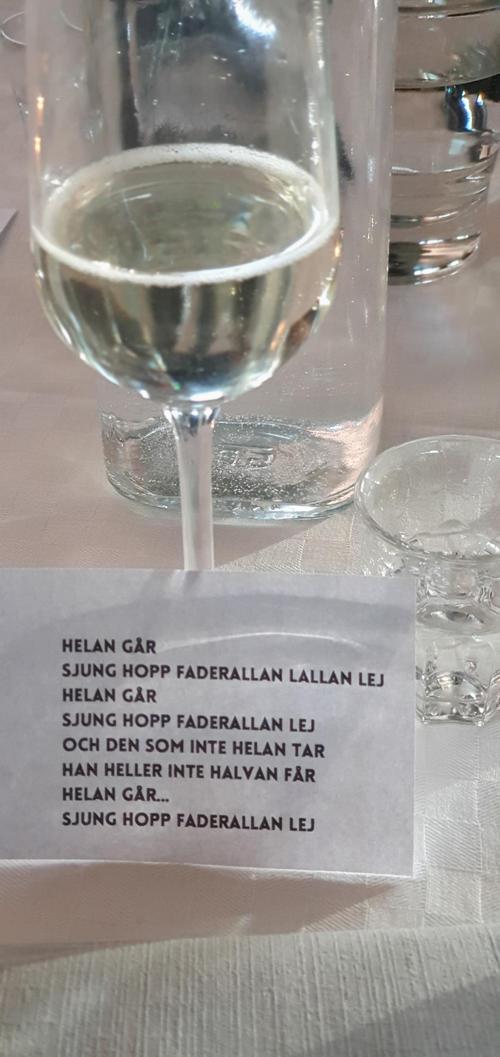 HELAN GÅR
SJUNG HOPP FADERALLAN LALLAN LEJ
HELAN GÅR
SJUNG HOPP FADERALLAN LEJ
OCH DEN SOM INTE HELAN TAR
HAN HELLER INTE HALVAN FÅR
HELAN GÅR...
SJUNG HOPP FADERALLAN LEJ